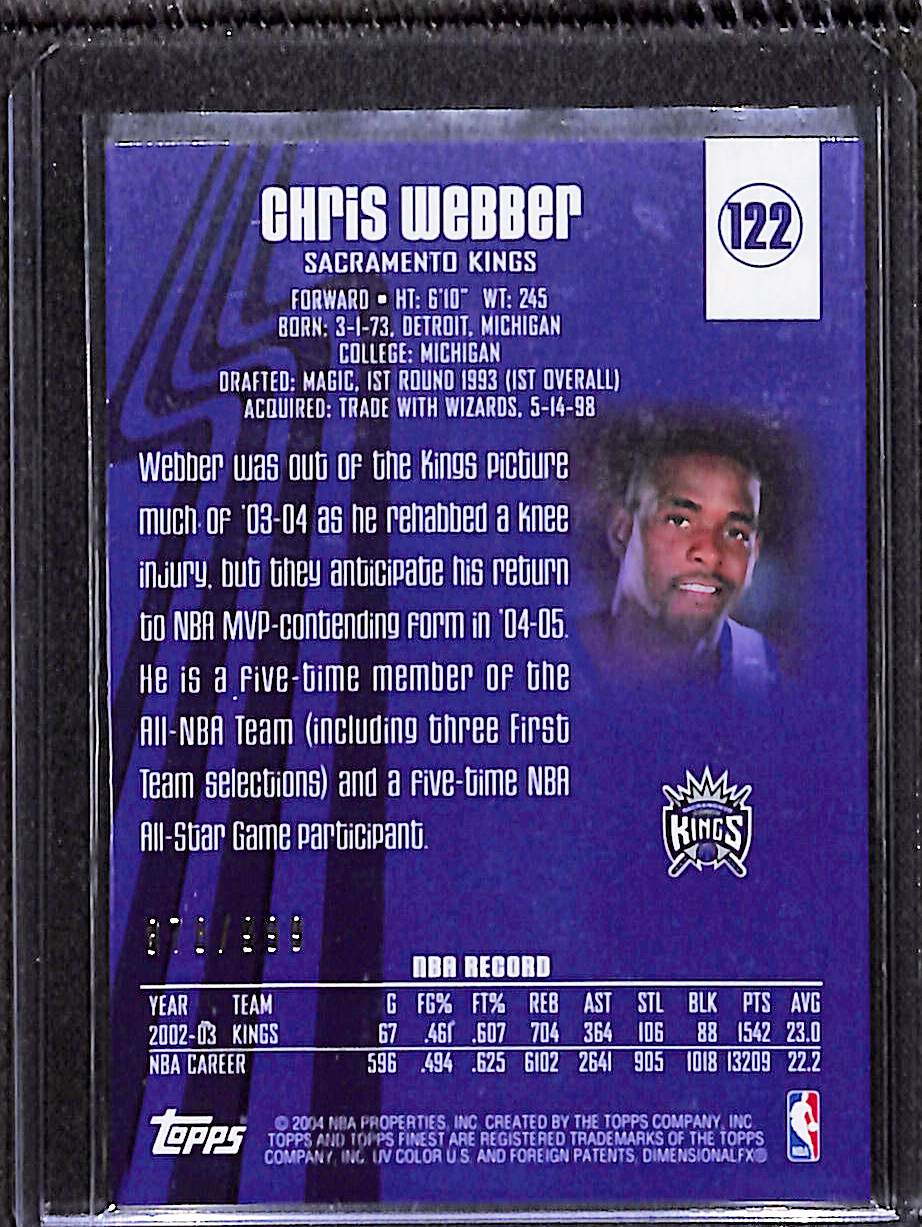 CHRIS WEBBER
122
SACRAMENTO KINGS
FORWARD ▪ HT: 6'10" WT: 245
BORN: 3-1-73, DETROIT, MICHIGAN
COLLEGE: MICHIGAN
DRAFTED: MAGIC, 1ST ROUND 1993 (1ST OVERALL)
ACQUIRED: TRADE WITH WIZARDS, 5-14-98
Webber was out of the Kings picture
much of '03-04 as he rehabbed a knee
injury, but they anticipate his return
to NBA MVP-contending form in '04-05.
He is a five-time member of the
All-NBA Team (including three First
Team selections) and a five-time NBA
All-Star Game participant.
SACRAMENTO
KINGS
/999
NBA RECORD
YEAR TEAM G FG% FT% REB AST STL BLK PTS AVG
2002-03 KINGS 67 .461 .607 704 364 106 88 1542 23.0
NBA CAREER 596 .494 .625 6102 2641 905 1018 13209 22.2
topps
© 2004 NBA PROPERTIES, INC. CREATED BY THE TOPPS COMPANY, INC.
TOPPS AND TOPPS FINEST ARE REGISTERED TRADEMARKS OF THE TOPPS
COMPANY, INC. UV COLOR U.S. AND FOREIGN PATENTS, DIMENSIONALFX®
NBA